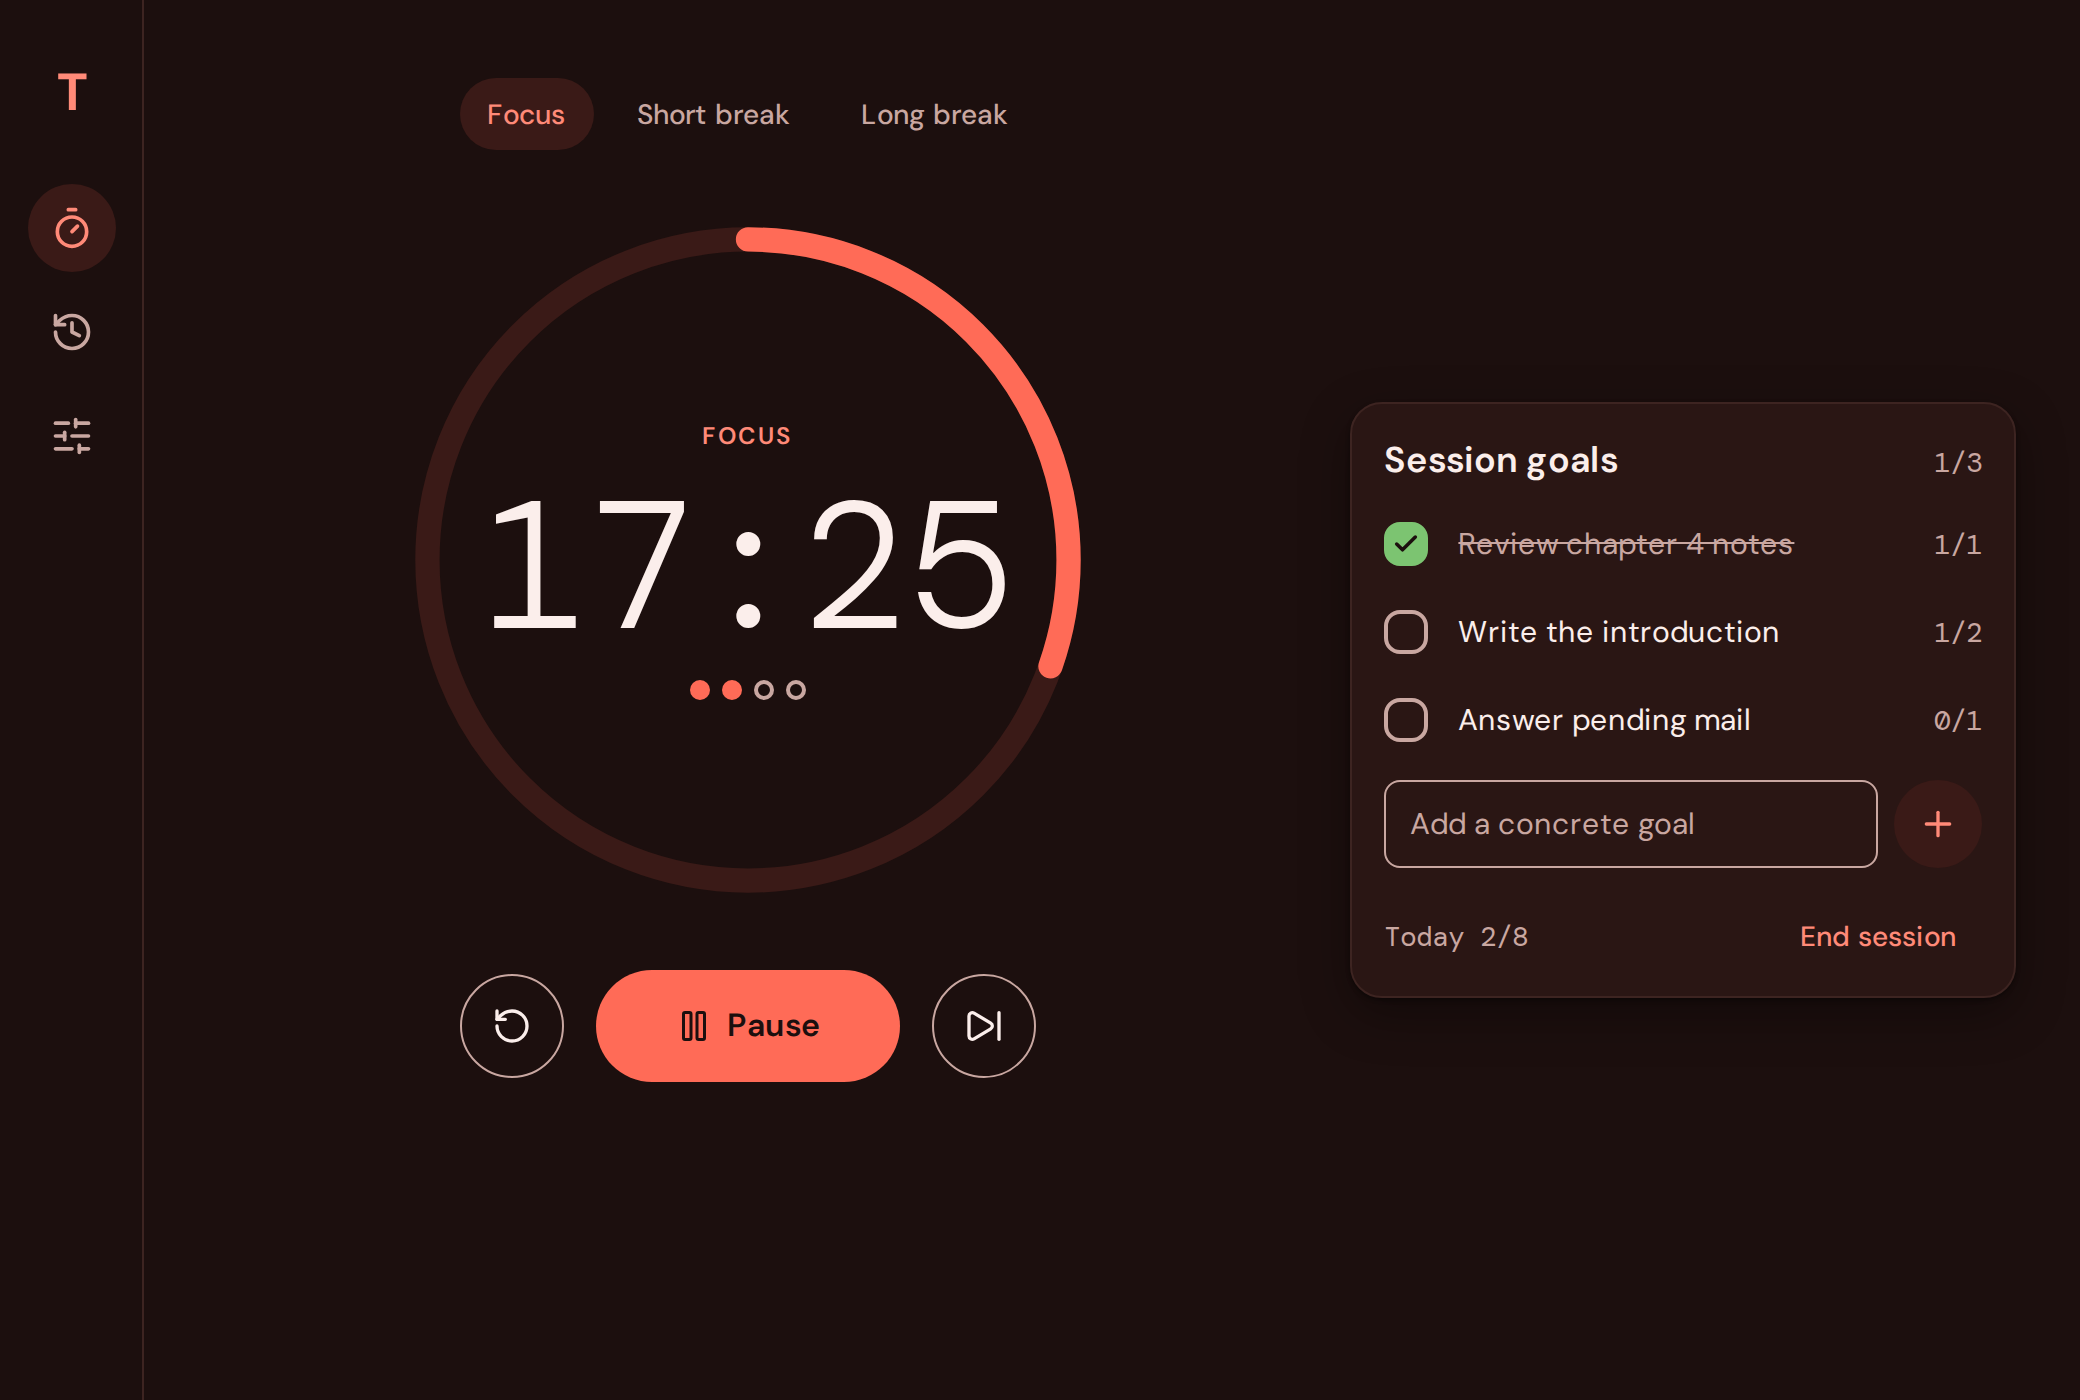 T
Focus Short break Long break
FOCUS
17:25
Pause
Session goals 1/3
Review chapter 4 notes 1/1
Write the introduction 1/2
Answer pending mail 0/1
Add a concrete goal
Today 2/8 End session